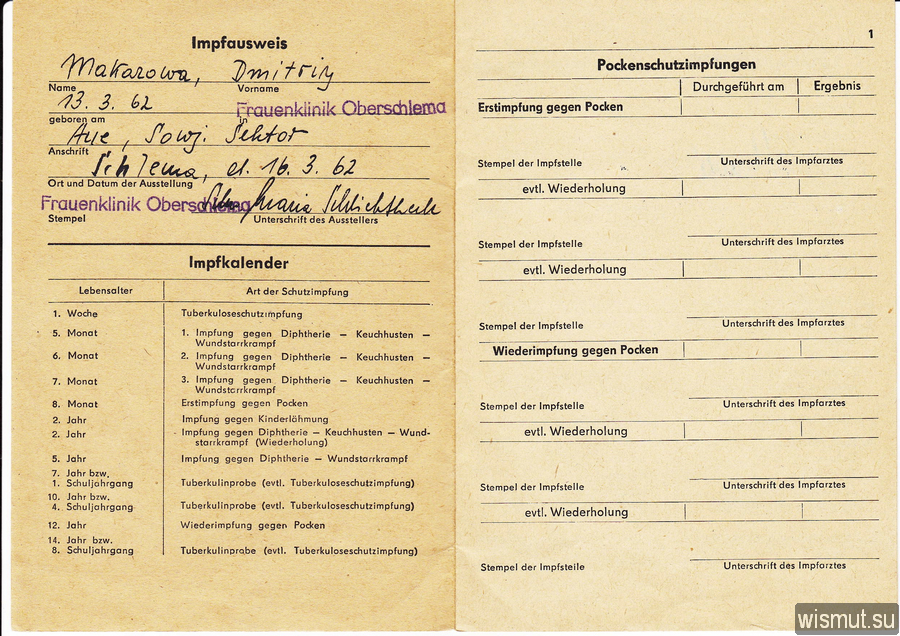 Impfausweis
Makarowa, Dmitriy
Name Vorname
13. 3. 62 Frauenklinik Oberschlema
geboren am in
Aue, Sowj. Sektor
Anschrift
Schlema, d. 16. 3. 62
Ort und Datum der Ausstellung
Frauenklinik Oberschlema Maria
Stempel Unterschrift des Ausstellers
Impfkalender
Lebensalter Art der Schutzimpfung
1. Woche Tuberkuloseschutzimpfung
5. Monat 1. Impfung gegen Diphtherie — Keuchhusten —
Wundstarrkrampf
6. Monat 2. Impfung gegen Diphtherie — Keuchhusten —
Wundstarrkrampf
7. Monat 3. Impfung gegen Diphtherie — Keuchhusten —
Wundstarrkrampf
8. Monat Erstimpfung gegen Pocken
2. Jahr Impfung gegen Kinderlähmung
2. Jahr Impfung gegen Diphtherie — Keuchhusten — Wund-
starrkrampf (Wiederholung)
5. Jahr Impfung gegen Diphtherie — Wundstarrkrampf
7. Jahr bzw.
1. Schuljahrgang Tuberkulinprobe (evtl. Tuberkuloseschutzimpfung)
10. Jahr bzw.
4. Schuljahrgang Tuberkulinprobe (evtl. Tuberkuloseschutzimpfung)
12. Jahr Wiederimpfung gegen Pocken
14. Jahr bzw.
8. Schuljahrgang Tuberkulinprobe (evtl. Tuberkuloseschutzimpfung)
1
Pockenschutzimpfungen
Durchgeführt am Ergebnis
Erstimpfung gegen Pocken
Stempel der Impfstelle Unterschrift des Impfarztes
evtl. Wiederholung
Stempel der Impfstelle Unterschrift des Impfarztes
evtl. Wiederholung
Stempel der Impfstelle Unterschrift des Impfarztes
Wiederimpfung gegen Pocken
Stempel der Impfstelle Unterschrift des Impfarztes
evtl. Wiederholung
Stempel der Impfstelle Unterschrift des Impfarztes
evtl. Wiederholung
Stempel der Impfstelle Unterschrift des Impfarztes
wismut.su